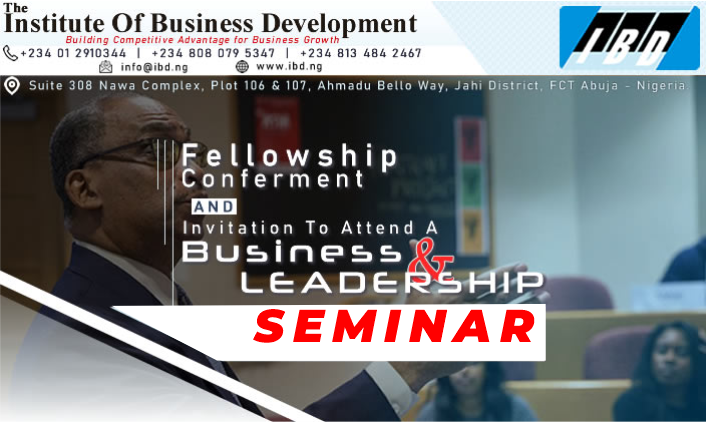 The
Institute Of Business Development
Building Competitive Advantage for Business Growth
+234 01 2910344 | +234 808 079 5347 | +234 813 484 2467
info@ibd.ng www.ibd.ng
IBD
Suite 308 Nawa Complex, Plot 106 & 107, Ahmadu Bello Way, Jahi District, FCT Abuja - Nigeria.
Fellowship
Conferment
AND
Invitation To Attend A
Business &
LEADERSHIP
SEMINAR